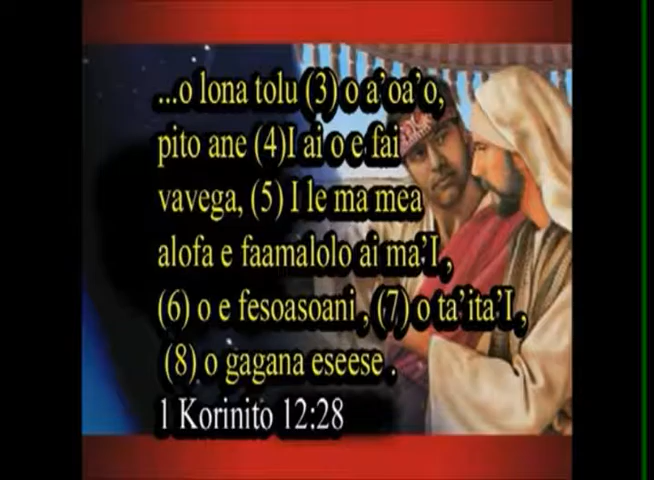 ...o lona tolu (3) o a'oa'o,
pito ane (4)I ai o e fai
vavega, (5) I le ma mea
alofa e faamalolo ai ma'I ,
(6) o e fesoasoani , (7) o ta'ita'I ,
(8) o gagana eseese .
1 Korinito 12:28